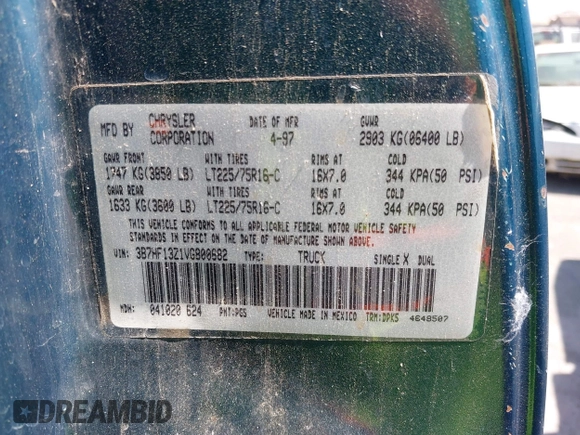 MFD BY CHRYSLER CORPORATION DATE OF MFR 4-97 GVWR 2903 KG(06400 LB)
GAWR FRONT WITH TIRES RIMS AT COLD
1747 KG(3850 LB) LT225/75R16-C 16X7.0 344 KPA(50 PSI)
GAWR REAR WITH TIRES RIMS AT COLD
1633 KG(3600 LB) LT225/75R16-C 16X7.0 344 KPA(50 PSI)
THIS VEHICLE CONFORMS TO ALL APPLICABLE FEDERAL MOTOR VEHICLE SAFETY
STANDARDS IN EFFECT ON THE DATE OF MANUFACTURE SHOWN ABOVE.
VIN: 3B7HF13Z1VG800682 TYPE: TRUCK SINGLE X DUAL
MDH: 041020 624 PNT:PG5 VEHICLE MADE IN MEXICO TRM:DPK5 4648507
DREAMBID